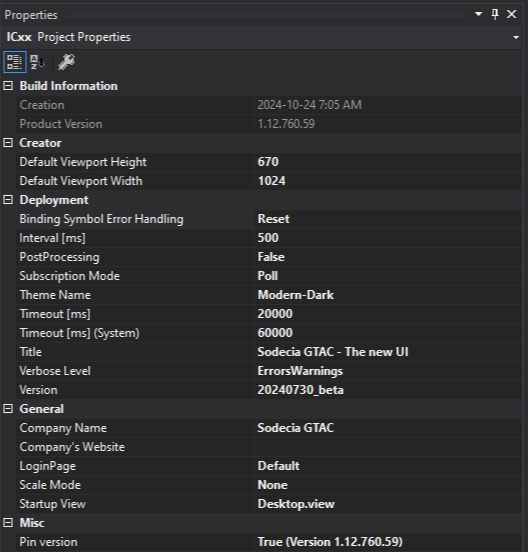 Properties
ICxx Project Properties
Build Information
Creation 2024-10-24 7:05 AM
Product Version 1.12.760.59
Creator
Default Viewport Height 670
Default Viewport Width 1024
Deployment
Binding Symbol Error Handling Reset
Interval [ms] 500
PostProcessing False
Subscription Mode Poll
Theme Name Modern-Dark
Timeout [ms] 20000
Timeout [ms] (System) 60000
Title Sodecia GTAC - The new UI
Verbose Level ErrorsWarnings
Version 20240730_beta
General
Company Name Sodecia GTAC
Company's Website
LoginPage Default
Scale Mode None
Startup View Desktop.view
Misc
Pin version True (Version 1.12.760.59)